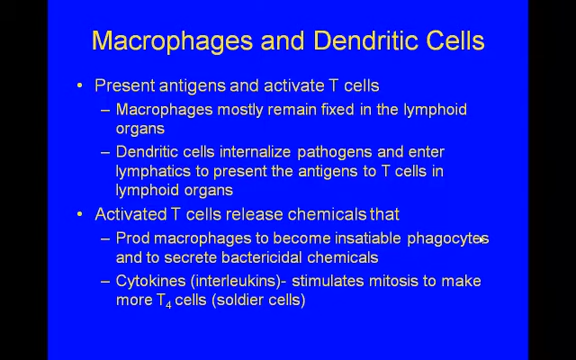 Macrophages and Dendritic Cells
• Present antigens and activate T cells
– Macrophages mostly remain fixed in the lymphoid
organs
– Dendritic cells internalize pathogens and enter
lymphatics to present the antigens to T cells in
lymphoid organs
• Activated T cells release chemicals that
– Prod macrophages to become insatiable phagocytes
and to secrete bactericidal chemicals
– Cytokines (interleukins)- stimulates mitosis to make
more T4 cells (soldier cells)